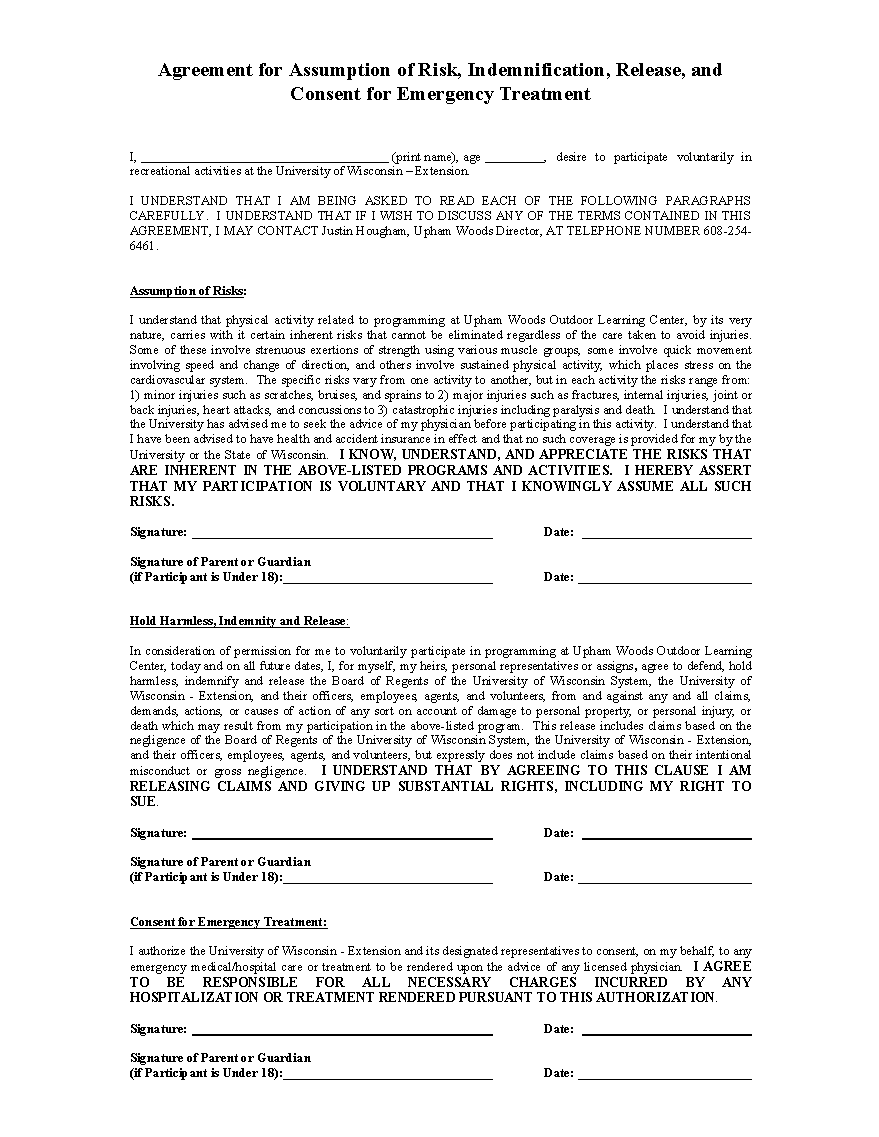 Agreement for Assumption of Risk, Indemnification, Release, and
Consent for Emergency Treatment
I, ________________________________________ (print name), age __________, desire to participate voluntarily in
recreational activities at the University of Wisconsin – Extension.
I UNDERSTAND THAT I AM BEING ASKED TO READ EACH OF THE FOLLOWING PARAGRAPHS
CAREFULLY. I UNDERSTAND THAT IF I WISH TO DISCUSS ANY OF THE TERMS CONTAINED IN THIS
AGREEMENT, I MAY CONTACT Justin Hougham, Upham Woods Director, AT TELEPHONE NUMBER 608-254-
6461.
Assumption of Risks:
I understand that physical activity related to programming at Upham Woods Outdoor Learning Center, by its very
nature, carries with it certain inherent risks that cannot be eliminated regardless of the care taken to avoid injuries.
Some of these involve strenuous exertions of strength using various muscle groups, some involve quick movement
involving speed and change of direction, and others involve sustained physical activity, which places stress on the
cardiovascular system. The specific risks vary from one activity to another, but in each activity the risks range from:
1) minor injuries such as scratches, bruises, and sprains to 2) major injuries such as fractures, internal injuries, joint or
back injuries, heart attacks, and concussions to 3) catastrophic injuries including paralysis and death. I understand that
the University has advised me to seek the advice of my physician before participating in this activity. I understand that
I have been advised to have health and accident insurance in effect and that no such coverage is provided for my by the
University or the State of Wisconsin. I KNOW, UNDERSTAND, AND APPRECIATE THE RISKS THAT
ARE INHERENT IN THE ABOVE-LISTED PROGRAMS AND ACTIVITIES. I HEREBY ASSERT
THAT MY PARTICIPATION IS VOLUNTARY AND THAT I KNOWINGLY ASSUME ALL SUCH
RISKS.
Signature: ________________________________________ Date: ______________________
Signature of Parent or Guardian
(if Participant is Under 18):____________________________ Date: ______________________
Hold Harmless, Indemnity and Release:
In consideration of permission for me to voluntarily participate in programming at Upham Woods Outdoor Learning
Center, today and on all future dates, I, for myself, my heirs, personal representatives or assigns, agree to defend, hold
harmless, indemnify and release the Board of Regents of the University of Wisconsin System, the University of
Wisconsin - Extension, and their officers, employees, agents, and volunteers, from and against any and all claims,
demands, actions, or causes of action of any sort on account of damage to personal property, or personal injury, or
death which may result from my participation in the above-listed program. This release includes claims based on the
negligence of the Board of Regents of the University of Wisconsin System, the University of Wisconsin - Extension,
and their officers, employees, agents, and volunteers, but expressly does not include claims based on their intentional
misconduct or gross negligence. I UNDERSTAND THAT BY AGREEING TO THIS CLAUSE I AM
RELEASING CLAIMS AND GIVING UP SUBSTANTIAL RIGHTS, INCLUDING MY RIGHT TO
SUE.
Signature: ________________________________________ Date: ______________________
Signature of Parent or Guardian
(if Participant is Under 18):____________________________ Date: ______________________
Consent for Emergency Treatment:
I authorize the University of Wisconsin - Extension and its designated representatives to consent, on my behalf, to any
emergency medical/hospital care or treatment to be rendered upon the advice of any licensed physician. I AGREE
TO BE RESPONSIBLE FOR ALL NECESSARY CHARGES INCURRED BY ANY
HOSPITALIZATION OR TREATMENT RENDERED PURSUANT TO THIS AUTHORIZATION.
Signature: ________________________________________ Date: ______________________
Signature of Parent or Guardian
(if Participant is Under 18):____________________________ Date: ______________________